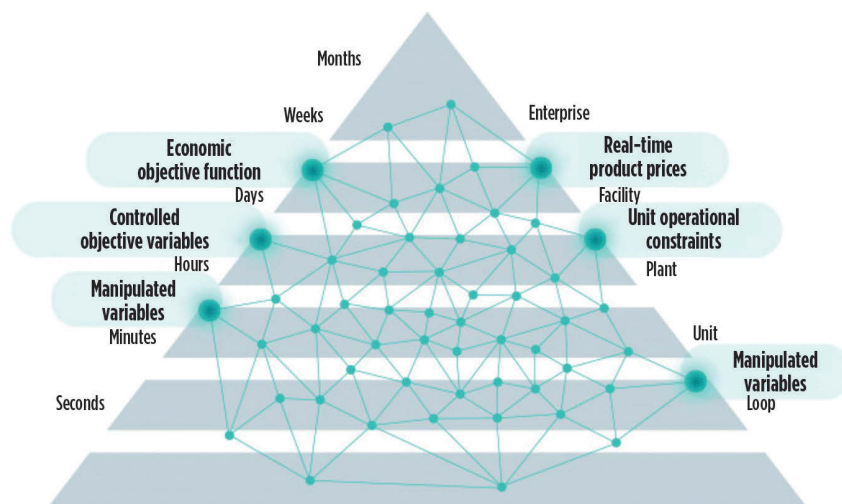 Months
Weeks
Enterprise
Economic
objective function
Real-time
product prices
Days
Facility
Controlled
objective variables
Unit operational
constraints
Hours
Plant
Manipulated
variables
Minutes
Unit
Manipulated
variables
Seconds
Loop